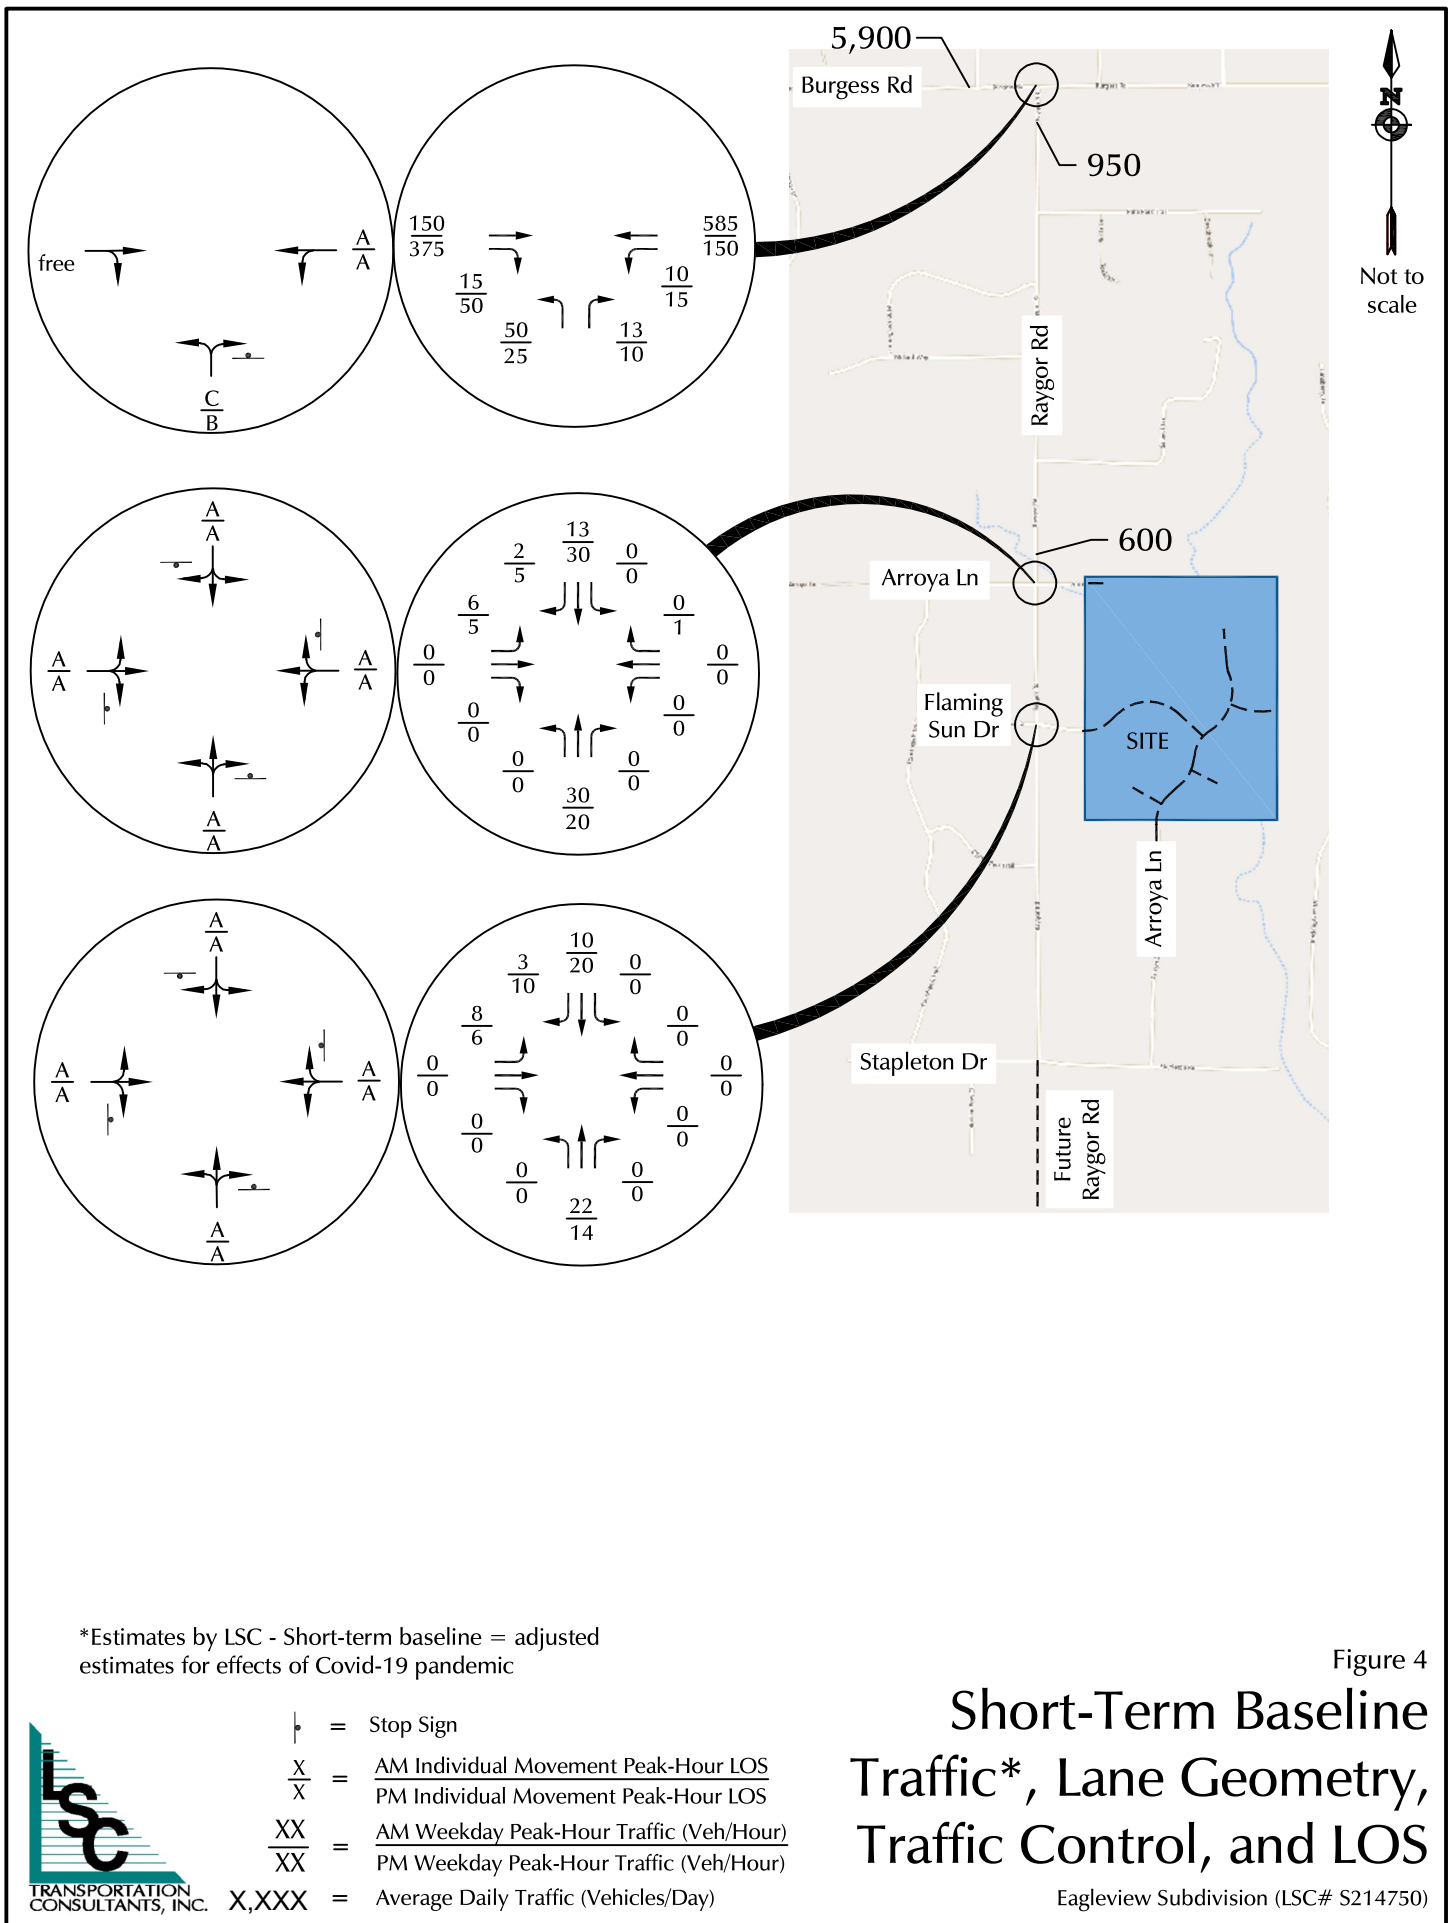 5,900
Burgess Rd
950
N
Not to
scale
Raygor Rd
600
Arroya Ln
Flaming
Sun Dr
SITE
Arroya Ln
Stapleton Dr
Future
Raygor Rd
free
A
A
C
B
150
375
585
150
15
50
10
15
50
25
13
10
A
A
A
A
A
A
A
A
13
30
2
5
0
0
6
5
0
1
0
0
0
0
0
0
0
0
0
0
0
0
30
20
A
A
A
A
A
A
A
A
10
20
3
10
0
0
8
6
0
0
0
0
0
0
0
0
0
0
0
0
0
0
22
14
*Estimates by LSC - Short-term baseline = adjusted
estimates for effects of Covid-19 pandemic
= Stop Sign
X
X
=
AM Individual Movement Peak-Hour LOS
PM Individual Movement Peak-Hour LOS
XX
XX
=
AM Weekday Peak-Hour Traffic (Veh/Hour)
PM Weekday Peak-Hour Traffic (Veh/Hour)
X,XXX = Average Daily Traffic (Vehicles/Day)
LSC
TRANSPORTATION
CONSULTANTS, INC.
Figure 4
Short-Term Baseline
Traffic*, Lane Geometry,
Traffic Control, and LOS
Eagleview Subdivision (LSC# S214750)